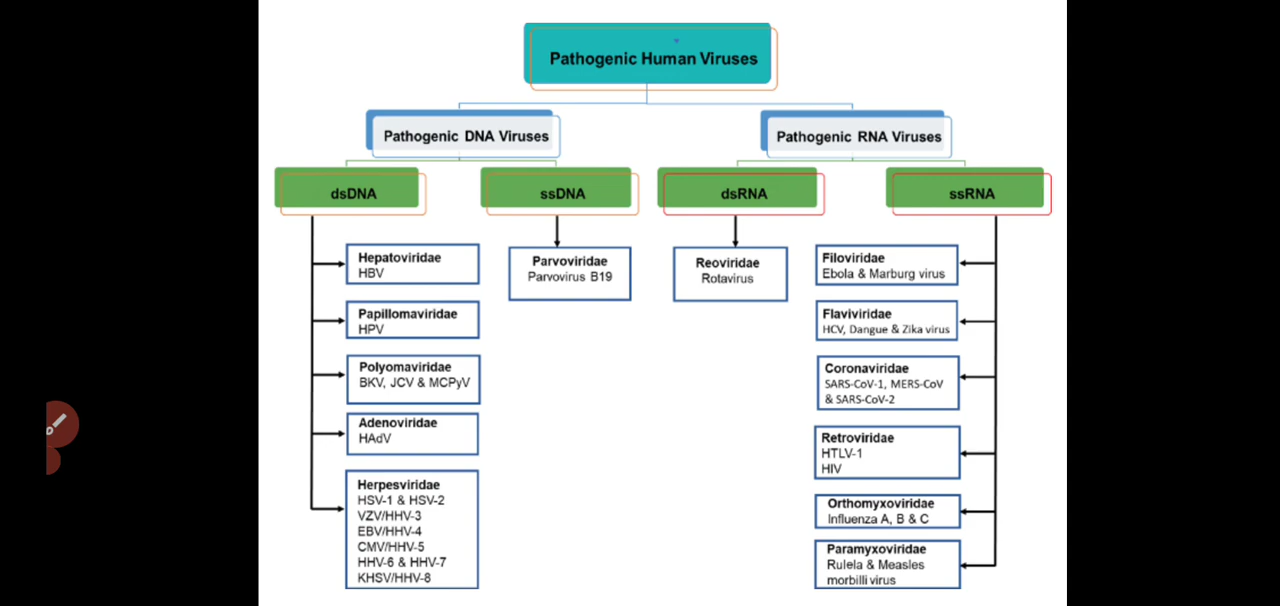 Pathogenic Human Viruses
Pathogenic DNA Viruses
Pathogenic RNA Viruses
dsDNA
ssDNA
dsRNA
ssRNA
Hepatoviridae
HBV
Papillomaviridae
HPV
Polyomaviridae
BKV, JCV & MCPyV
Adenoviridae
HAdV
Herpesviridae
HSV-1 & HSV-2
VZV/HHV-3
EBV/HHV-4
CMV/HHV-5
HHV-6 & HHV-7
KHSV/HHV-8
Parvoviridae
Parvovirus B19
Reoviridae
Rotavirus
Filoviridae
Ebola & Marburg virus
Flaviviridae
HCV, Dangue & Zika virus
Coronaviridae
SARS-CoV-1, MERS-CoV
& SARS-CoV-2
Retroviridae
HTLV-1
HIV
Orthomyxoviridae
Influenza A, B & C
Paramyxoviridae
Rulela & Measles
morbilli virus